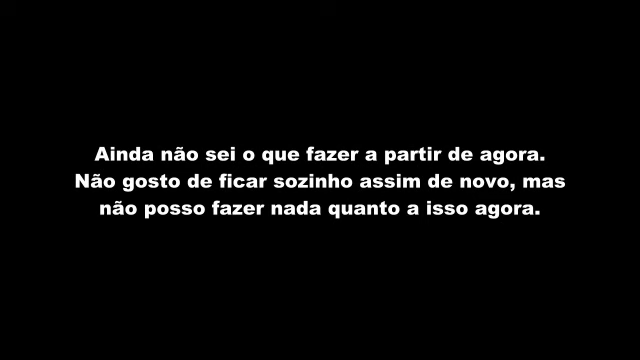 Ainda não sei o que fazer a partir de agora.
Não gosto de ficar sozinho assim de novo, mas
não posso fazer nada quanto a isso agora.